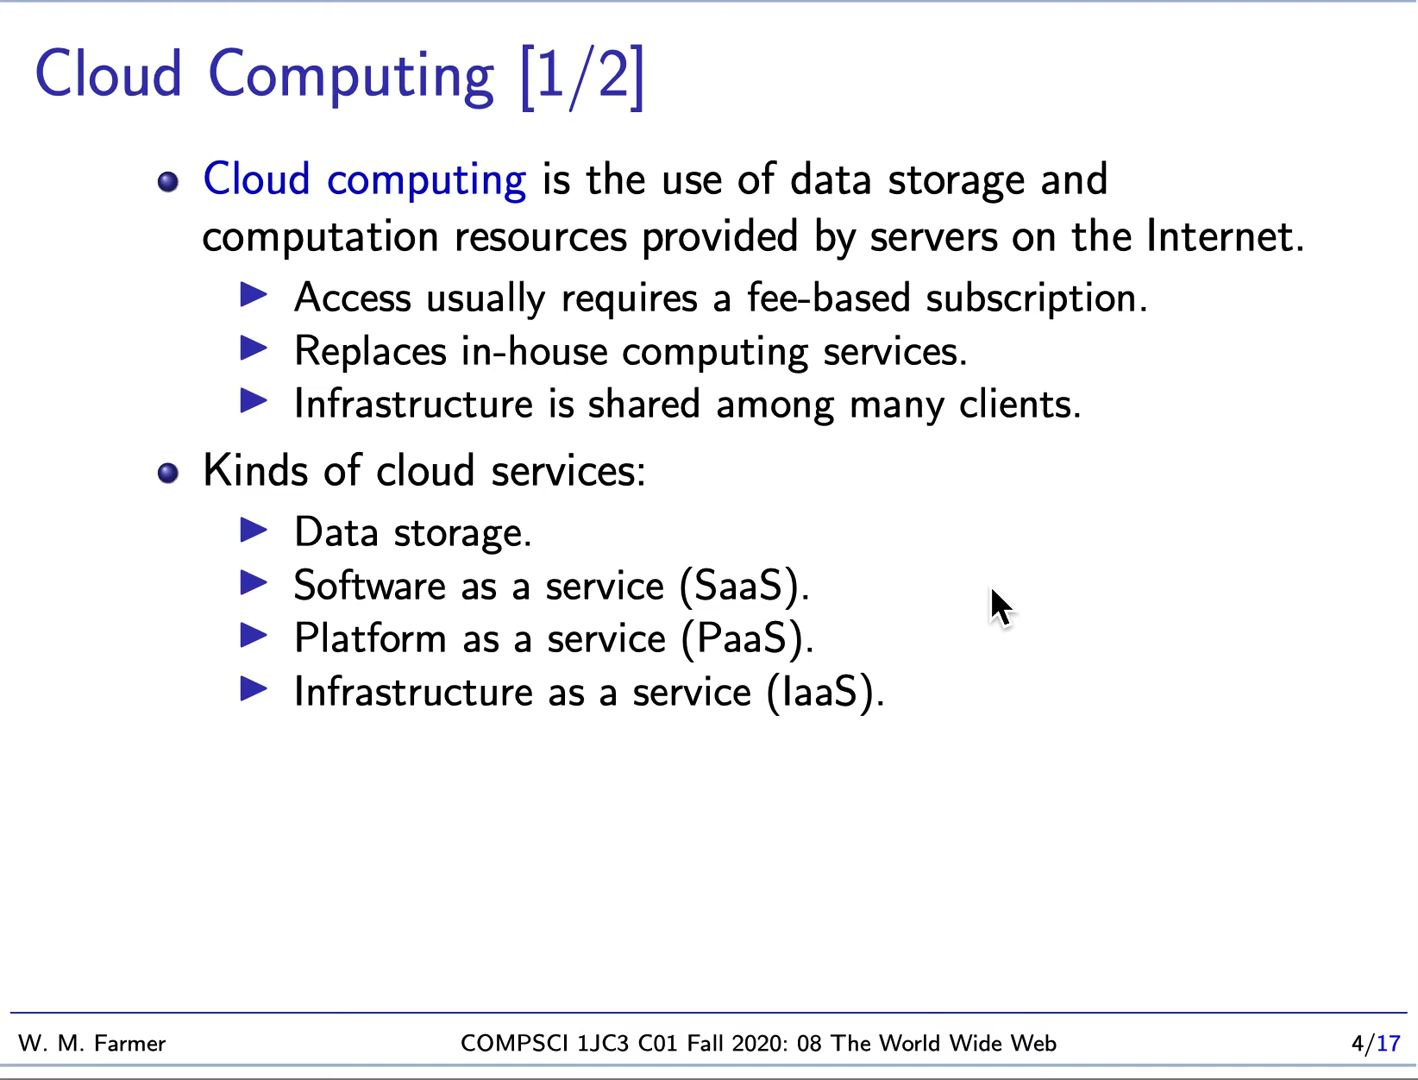 Cloud Computing [1/2]
Cloud computing is the use of data storage and
computation resources provided by servers on the Internet.
Access usually requires a fee-based subscription.
Replaces in-house computing services.
Infrastructure is shared among many clients.
Kinds of cloud services:
Data storage.
Software as a service (SaaS).
Platform as a service (PaaS).
Infrastructure as a service (IaaS).
W. M. Farmer COMPSCI 1JC3 C01 Fall 2020: 08 The World Wide Web 4/17